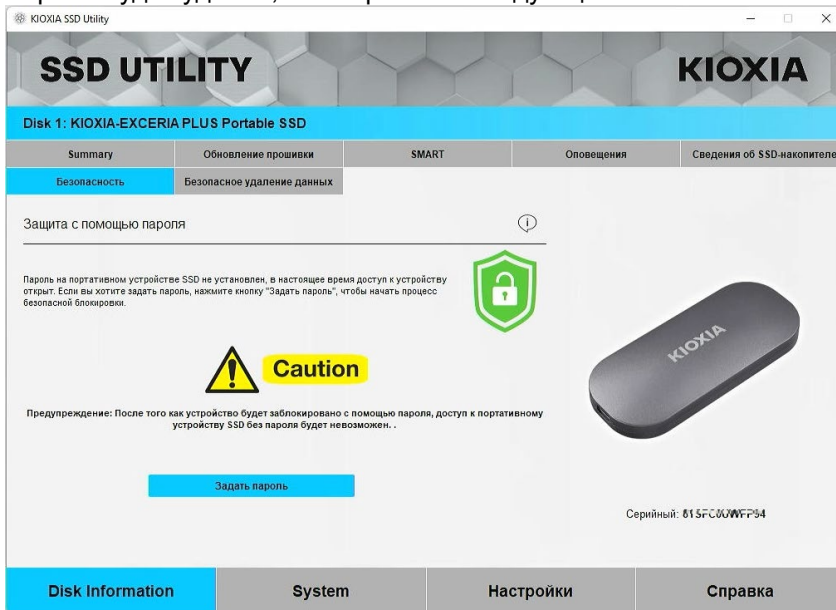 KIOXIA SSD Utility
SSD UTILITY
KIOXIA
Disk 1: KIOXIA-EXCERIA PLUS Portable SSD
Summary
Обновление прошивки
SMART
Оповещения
Сведения об SSD-накопителе
Безопасность
Безопасное удаление данных
Защита с помощью пароля
Пароль на портативном устройстве SSD не установлен, в настоящее время доступ к устройству
открыт. Если вы хотите задать пароль, нажмите кнопку "Задать пароль", чтобы начать процесс
безопасной блокировки.
Caution
Предупреждение: После того как устройство будет заблокировано с помощью пароля, доступ к портативному
устройству SSD без пароля будет невозможен. .
Задать пароль
KIOXIA
Серийный:
Disk Information
System
Настройки
Справка